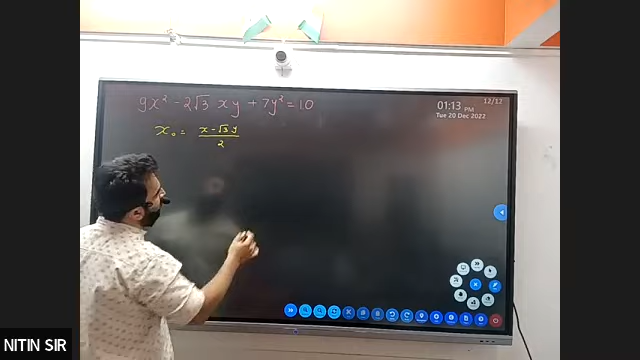 9x² - 2√3 xy + 7y² = 10
01:13 PM
12/12
Tue 20 Dec 2022
x₀ = (x - √3 y)/2
NITIN SIR